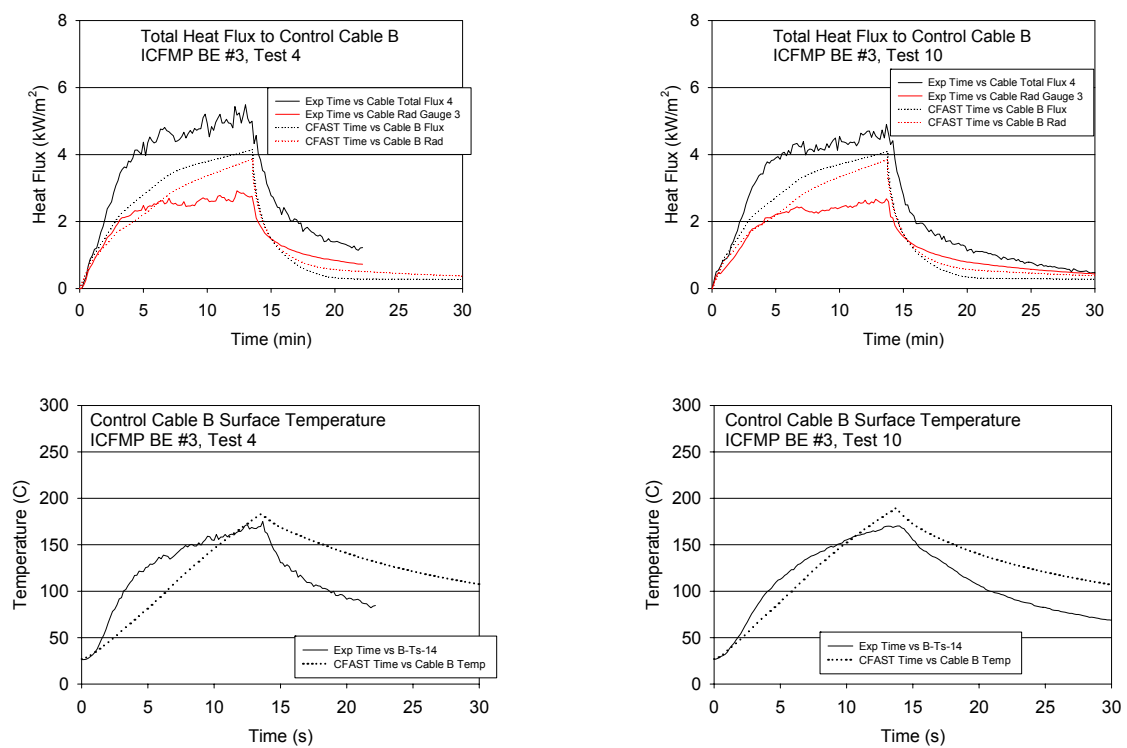 Total Heat Flux to Control Cable B
ICFMP BE #3, Test 4
8
6
4
2
0
Heat Flux (kW/m²)
Exp Time vs Cable Total Flux 4
Exp Time vs Cable Rad Gauge 3
CFAST Time vs Cable B Flux
CFAST Time vs Cable B Rad
0 5 10 15 20 25 30
Time (min)
Total Heat Flux to Control Cable B
ICFMP BE #3, Test 10
8
6
4
2
0
Heat Flux (kW/m²)
Exp Time vs Cable Total Flux 4
Exp Time vs Cable Rad Gauge 3
CFAST Time vs Cable B Flux
CFAST Time vs Cable B Rad
0 5 10 15 20 25 30
Time (min)
Control Cable B Surface Temperature
ICFMP BE #3, Test 4
300
250
200
150
100
50
0
Temperature (C)
Exp Time vs B-Ts-14
CFAST Time vs Cable B Temp
0 5 10 15 20 25 30
Time (s)
Control Cable B Surface Temperature
ICFMP BE #3, Test 10
300
250
200
150
100
50
0
Temperature (C)
Exp Time vs B-Ts-14
CFAST Time vs Cable B Temp
0 5 10 15 20 25 30
Time (s)